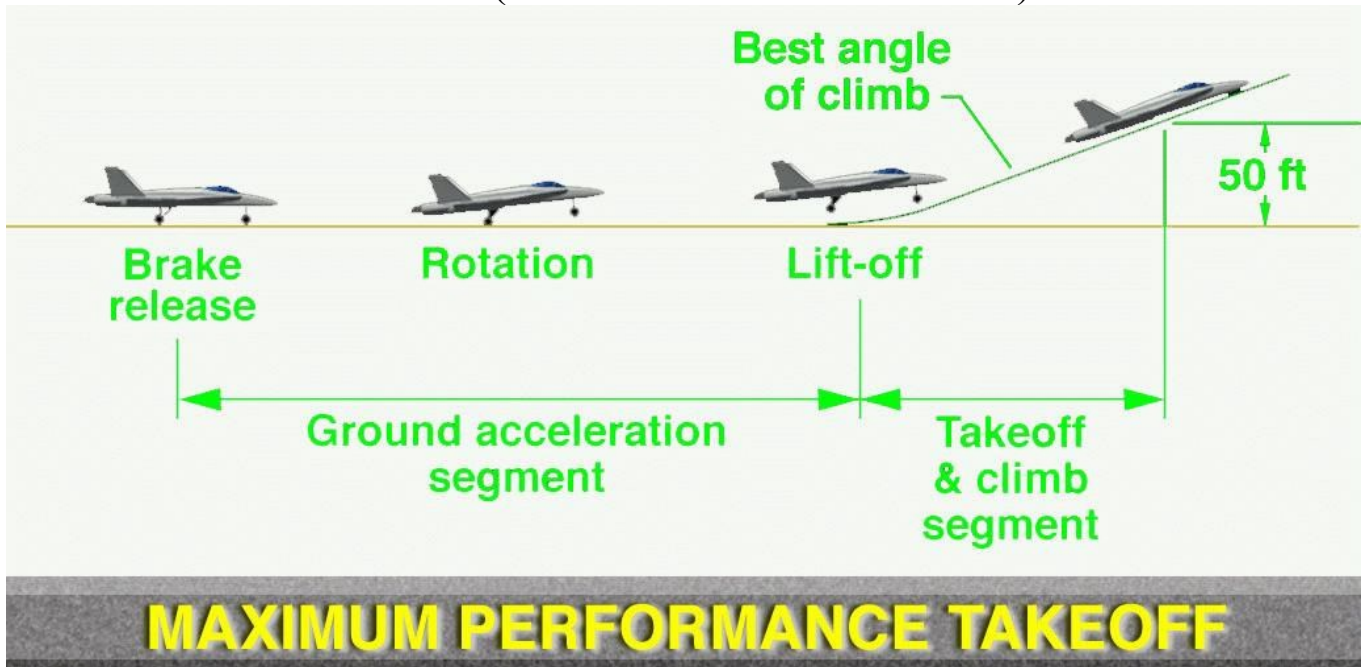 Best angle
of climb
50 ft
Brake
release
Rotation
Lift-off
Ground acceleration
segment
Takeoff
& climb
segment
MAXIMUM PERFORMANCE TAKEOFF